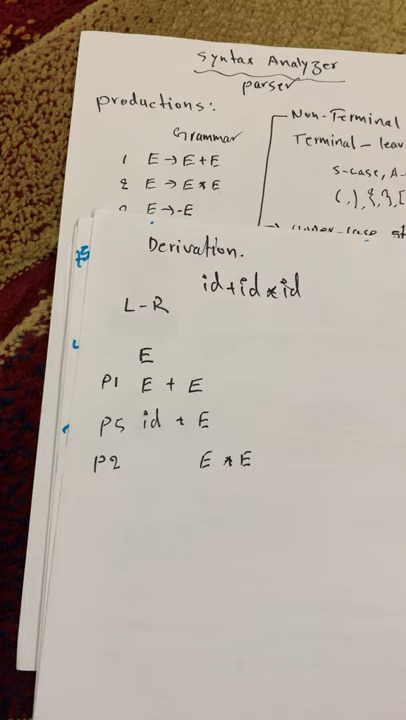 Syntax Analyzer
parser
productions:
Grammar
1 E → E + E
2 E → E * E
E → -E
Non-Terminal
Terminal - leav
s-case, A-
(,), {, }, [
Derivation.
id + id * id
L-R
E
P1 E + E
P5 id + E
P2 E * E